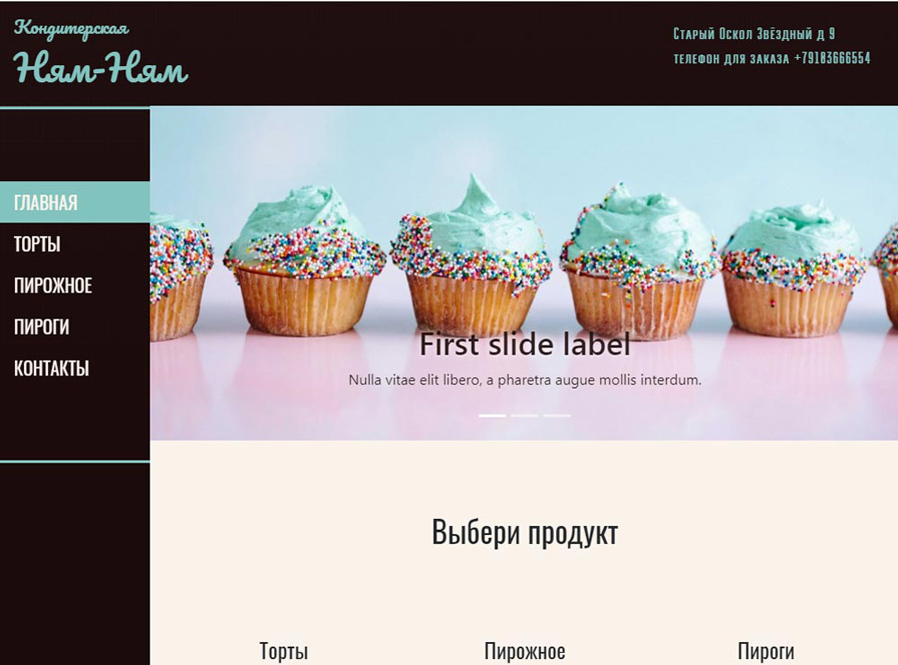 Кондитерская
Ням-Ням
Старый Оскол Звёздный д 9
телефон для заказа +79183666554
ГЛАВНАЯ
ТОРТЫ
ПИРОЖНОЕ
ПИРОГИ
КОНТАКТЫ
First slide label
Nulla vitae elit libero, a pharetra augue mollis interdum.
Выбери продукт
Торты
Пирожное
Пироги